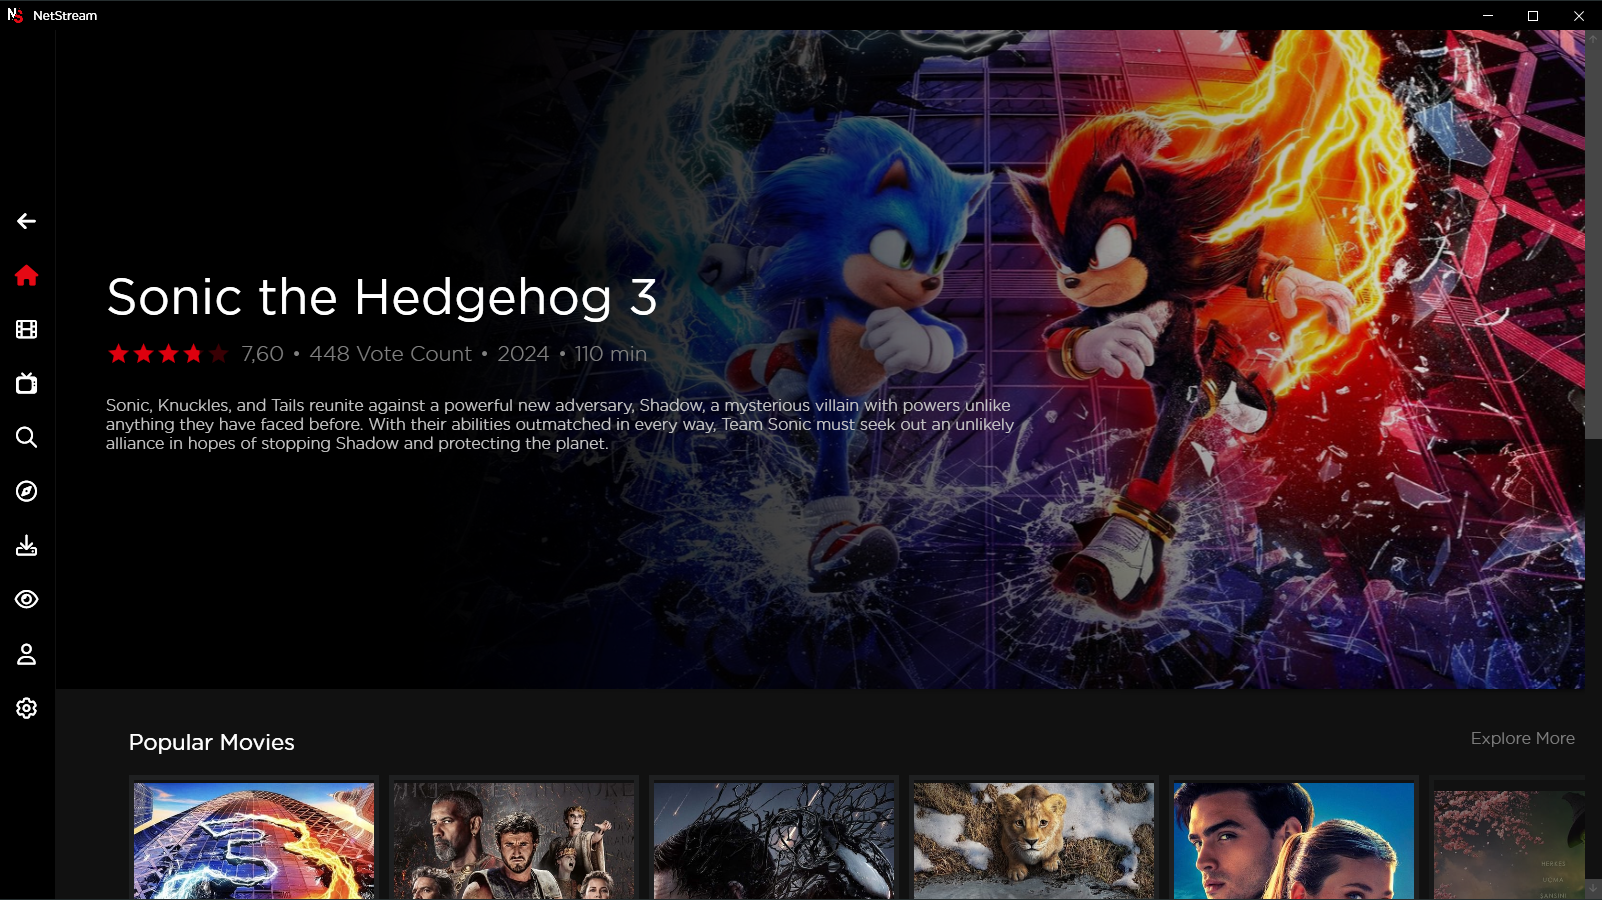 NS NetStream
Sonic the Hedgehog 3
7,60 • 448 Vote Count • 2024 • 110 min
Sonic, Knuckles, and Tails reunite against a powerful new adversary, Shadow, a mysterious villain with powers unlike
anything they have faced before. With their abilities outmatched in every way, Team Sonic must seek out an unlikely
alliance in hopes of stopping Shadow and protecting the planet.
Popular Movies
Explore More